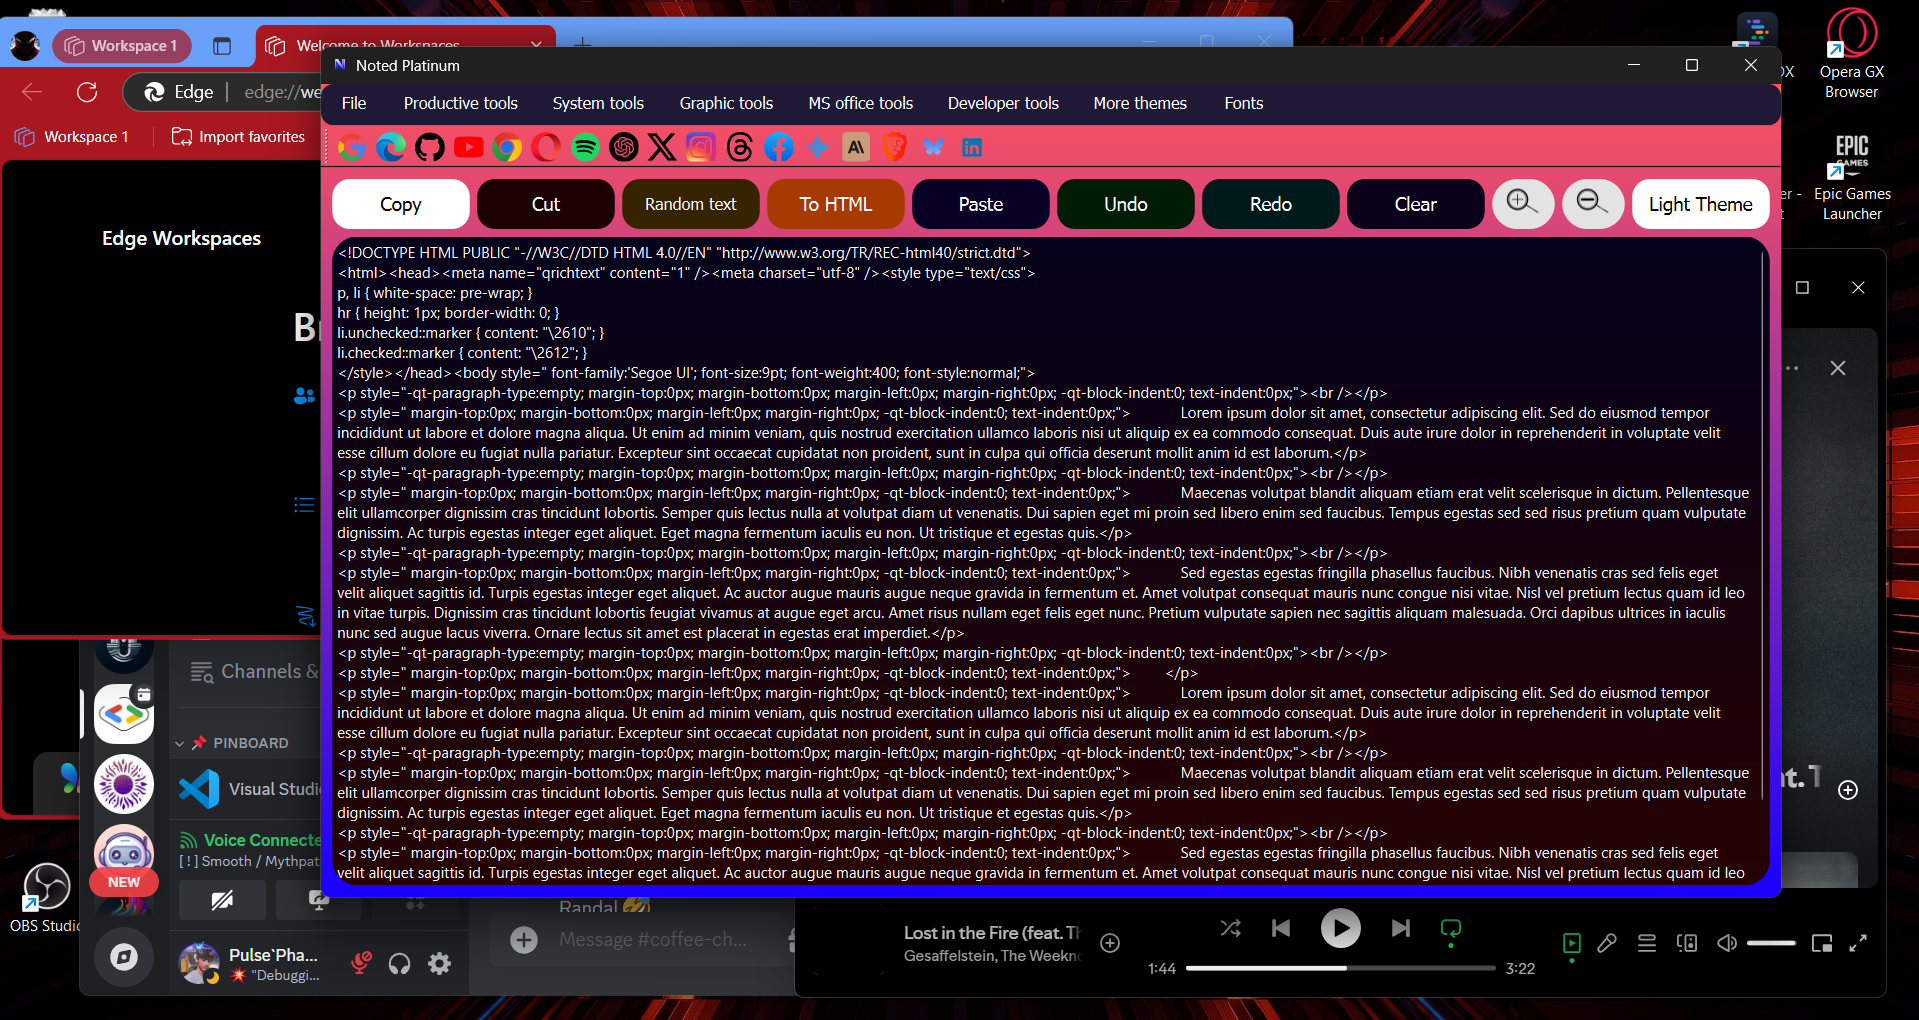 Workspace 1
Welcome to Workspaces
Edge
edge://we
Workspace 1
Import favorites
Edge Workspaces
Noted Platinum
File
Productive tools
System tools
Graphic tools
MS office tools
Developer tools
More themes
Fonts
Copy
Cut
Random text
To HTML
Paste
Undo
Redo
Clear
Light Theme
<!DOCTYPE HTML PUBLIC "-//W3C//DTD HTML 4.0//EN" "http://www.w3.org/TR/REC-html40/strict.dtd">
<html><head><meta name="qrichtext" content="1" /><meta charset="utf-8" /><style type="text/css">
p, li { white-space: pre-wrap; }
hr { height: 1px; border-width: 0; }
li.unchecked::marker { content: "\2610"; }
li.checked::marker { content: "\2612"; }
</style></head><body style=" font-family:'Segoe UI'; font-size:9pt; font-weight:400; font-style:normal;">
<p style="-qt-paragraph-type:empty; margin-top:0px; margin-bottom:0px; margin-left:0px; margin-right:0px; -qt-block-indent:0; text-indent:0px;"><br /></p>
<p style=" margin-top:0px; margin-bottom:0px; margin-left:0px; margin-right:0px; -qt-block-indent:0; text-indent:0px;"> Lorem ipsum dolor sit amet, consectetur adipiscing elit. Sed do eiusmod tempor
incididunt ut labore et dolore magna aliqua. Ut enim ad minim veniam, quis nostrud exercitation ullamco laboris nisi ut aliquip ex ea commodo consequat. Duis aute irure dolor in reprehenderit in voluptate velit
esse cillum dolore eu fugiat nulla pariatur. Excepteur sint occaecat cupidatat non proident, sunt in culpa qui officia deserunt mollit anim id est laborum.</p>
<p style="-qt-paragraph-type:empty; margin-top:0px; margin-bottom:0px; margin-left:0px; margin-right:0px; -qt-block-indent:0; text-indent:0px;"><br /></p>
<p style=" margin-top:0px; margin-bottom:0px; margin-left:0px; margin-right:0px; -qt-block-indent:0; text-indent:0px;"> Maecenas volutpat blandit aliquam etiam erat velit scelerisque in dictum. Pellentesque
elit ullamcorper dignissim cras tincidunt lobortis. Semper quis lectus nulla at volutpat diam ut venenatis. Dui sapien eget mi proin sed libero enim sed faucibus. Tempus egestas sed sed risus pretium quam vulputate
dignissim. Ac turpis egestas integer eget aliquet. Eget magna fermentum iaculis eu non. Ut tristique et egestas quis.</p>
<p style="-qt-paragraph-type:empty; margin-top:0px; margin-bottom:0px; margin-left:0px; margin-right:0px; -qt-block-indent:0; text-indent:0px;"><br /></p>
<p style=" margin-top:0px; margin-bottom:0px; margin-left:0px; margin-right:0px; -qt-block-indent:0; text-indent:0px;"> Sed egestas egestas fringilla phasellus faucibus. Nibh venenatis cras sed felis eget
velit aliquet sagittis id. Turpis egestas integer eget aliquet. Ac auctor augue mauris augue neque gravida in fermentum et. Amet volutpat consequat mauris nunc congue nisi vitae. Nisl vel pretium lectus quam id leo
in vitae turpis. Dignissim cras tincidunt lobortis feugiat vivamus at augue eget arcu. Amet risus nullam eget felis eget nunc. Pretium vulputate sapien nec sagittis aliquam malesuada. Orci dapibus ultrices in iaculis
nunc sed augue lacus viverra. Ornare lectus sit amet est placerat in egestas erat imperdiet.</p>
<p style="-qt-paragraph-type:empty; margin-top:0px; margin-bottom:0px; margin-left:0px; margin-right:0px; -qt-block-indent:0; text-indent:0px;"><br /></p>
<p style=" margin-top:0px; margin-bottom:0px; margin-left:0px; margin-right:0px; -qt-block-indent:0; text-indent:0px;"> </p>
<p style=" margin-top:0px; margin-bottom:0px; margin-left:0px; margin-right:0px; -qt-block-indent:0; text-indent:0px;"> Lorem ipsum dolor sit amet, consectetur adipiscing elit. Sed do eiusmod tempor
incididunt ut labore et dolore magna aliqua. Ut enim ad minim veniam, quis nostrud exercitation ullamco laboris nisi ut aliquip ex ea commodo consequat. Duis aute irure dolor in reprehenderit in voluptate velit
esse cillum dolore eu fugiat nulla pariatur. Excepteur sint occaecat cupidatat non proident, sunt in culpa qui officia deserunt mollit anim id est laborum.</p>
<p style="-qt-paragraph-type:empty; margin-top:0px; margin-bottom:0px; margin-left:0px; margin-right:0px; -qt-block-indent:0; text-indent:0px;"><br /></p>
<p style=" margin-top:0px; margin-bottom:0px; margin-left:0px; margin-right:0px; -qt-block-indent:0; text-indent:0px;"> Maecenas volutpat blandit aliquam etiam erat velit scelerisque in dictum. Pellentesque
elit ullamcorper dignissim cras tincidunt lobortis. Semper quis lectus nulla at volutpat diam ut venenatis. Dui sapien eget mi proin sed libero enim sed faucibus. Tempus egestas sed sed risus pretium quam vulputate
dignissim. Ac turpis egestas integer eget aliquet. Eget magna fermentum iaculis eu non. Ut tristique et egestas quis.</p>
<p style="-qt-paragraph-type:empty; margin-top:0px; margin-bottom:0px; margin-left:0px; margin-right:0px; -qt-block-indent:0; text-indent:0px;"><br /></p>
<p style=" margin-top:0px; margin-bottom:0px; margin-left:0px; margin-right:0px; -qt-block-indent:0; text-indent:0px;"> Sed egestas egestas fringilla phasellus faucibus. Nibh venenatis cras sed felis eget
velit aliquet sagittis id. Turpis egestas integer eget aliquet. Ac auctor augue mauris augue neque gravida in fermentum et. Amet volutpat consequat mauris nunc congue nisi vitae. Nisl vel pretium lectus quam id leo
Opera GX
Browser
EPIC
GAMES
Epic Games
Launcher
nt. T
Channels &
PINBOARD
Visual Studi
Voice Connecte
[ ! ] Smooth / Mythpat
NEW
OBS Studio
Pulse`Pha...
"Debuggi...
Randal
Message #coffee-ch...
Lost in the Fire (feat. Th
Gesaffelstein, The Weekn
1:44
3:22